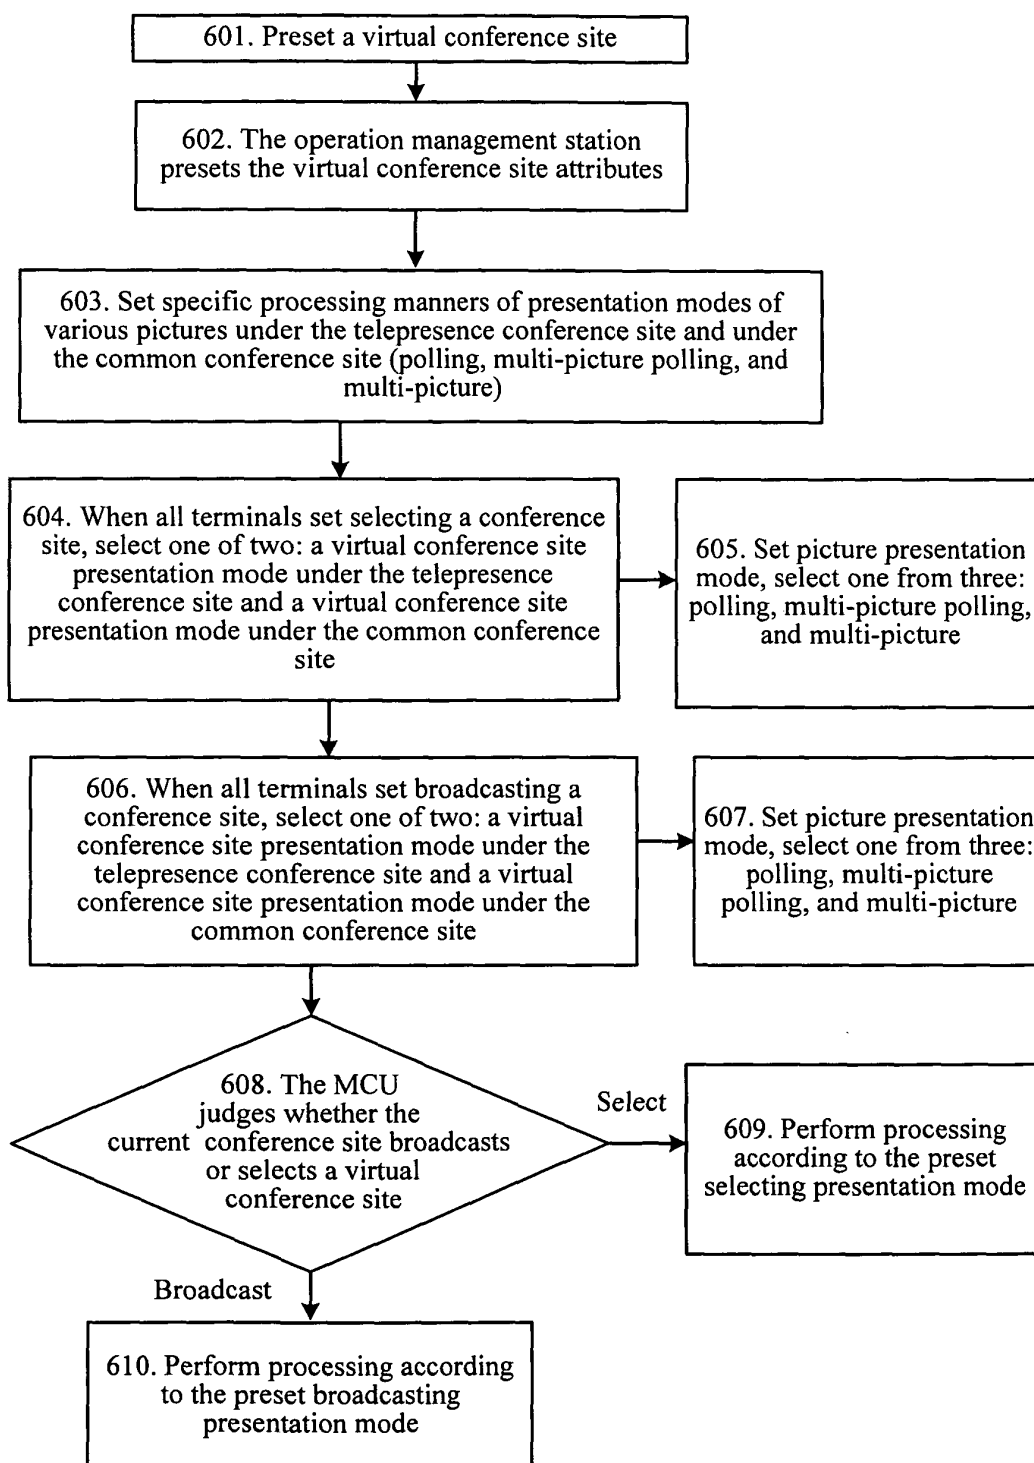 601. Preset a virtual conference site
602. The operation management station
presets the virtual conference site attributes
603. Set specific processing manners of presentation modes of
various pictures under the telepresence conference site and under
the common conference site (polling, multi-picture polling, and
multi-picture)
604. When all terminals set selecting a conference
site, select one of two: a virtual conference site
presentation mode under the telepresence
conference site and a virtual conference site
presentation mode under the common conference
site
605. Set picture presentation
mode, select one from three:
polling, multi-picture polling,
and multi-picture
606. When all terminals set broadcasting a
conference site, select one of two: a virtual
conference site presentation mode under the
telepresence conference site and a virtual
conference site presentation mode under the
common conference site
607. Set picture presentation
mode, select one from three:
polling, multi-picture
polling, and multi-picture
608. The MCU
judges whether the
current conference site broadcasts
or selects a virtual
conference site
Select
609. Perform processing
according to the preset
selecting presentation mode
Broadcast
610. Perform processing according
to the preset broadcasting
presentation mode